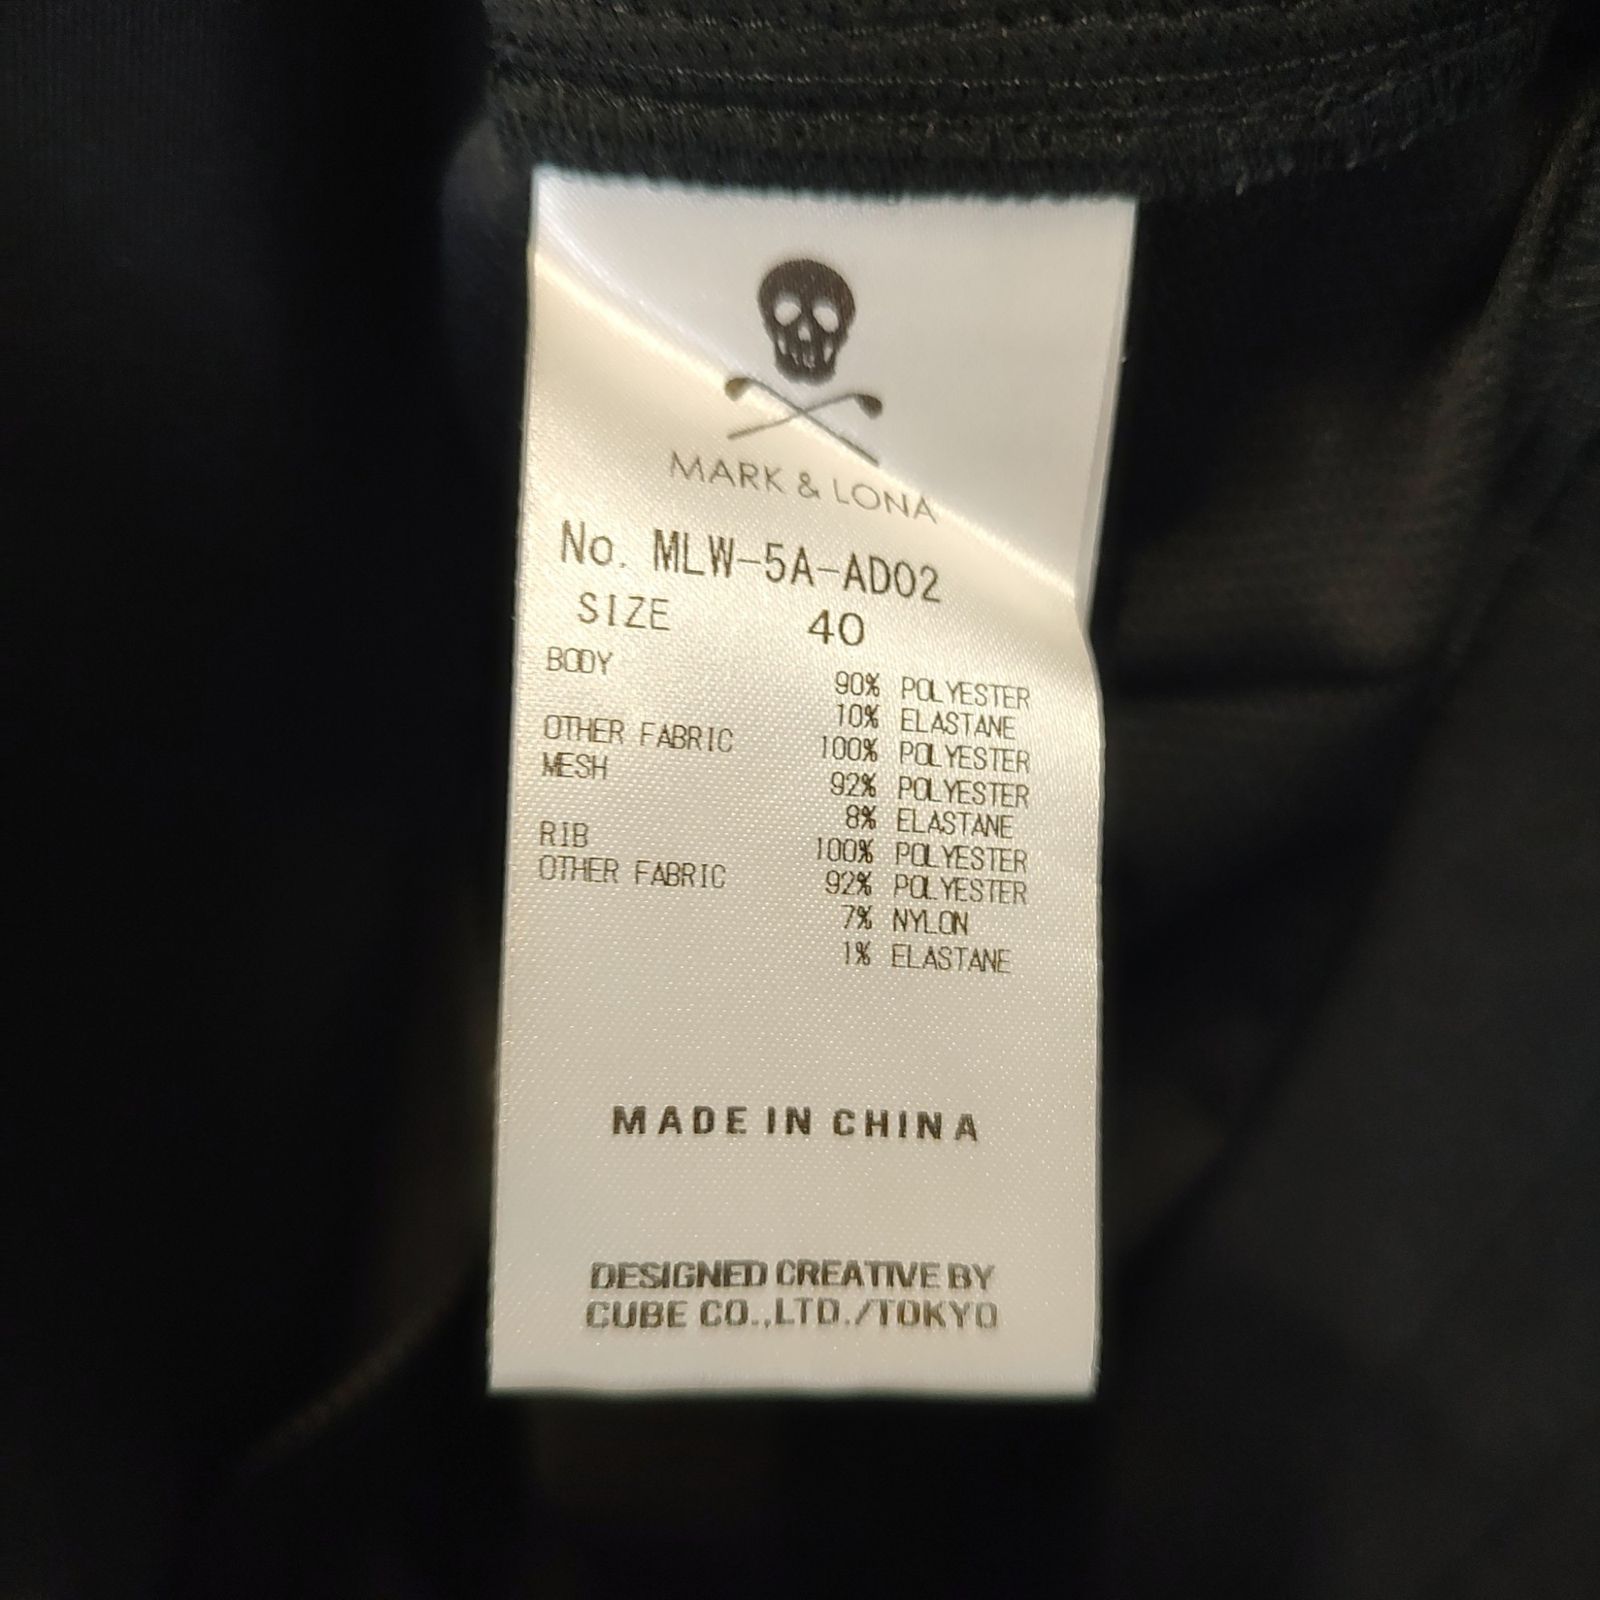 MARK & LONA
No. MLW-5A-AD02
SIZE 40
BODY 90% POLYESTER
10% ELASTANE
OTHER FABRIC 100% POLYESTER
MESH 92% POLYESTER
8% ELASTANE
RIB 100% POLYESTER
OTHER FABRIC 92% POLYESTER
7% NYLON
1% ELASTANE
MADE IN CHINA
DESIGNED CREATIVE BY
CUBE CO.,LTD./TOKYO